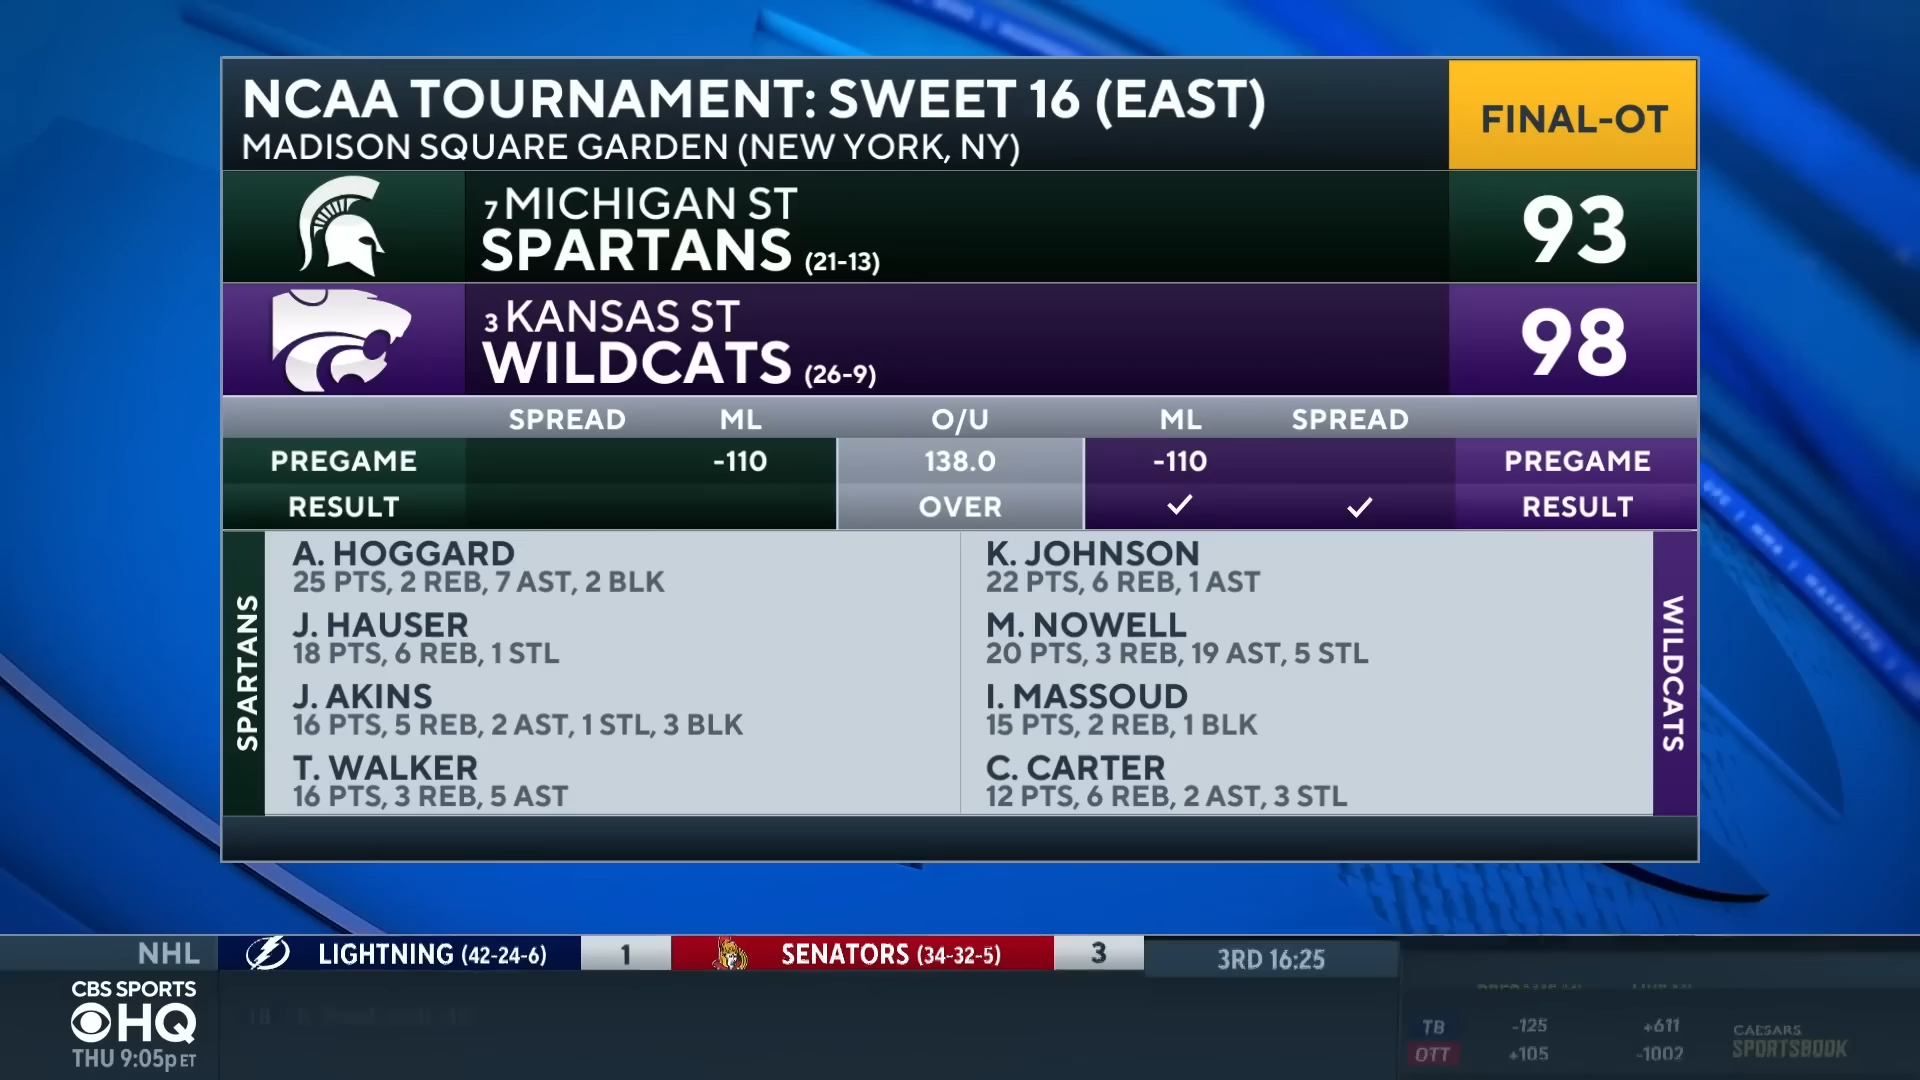 NCAA TOURNAMENT: SWEET 16 (EAST)
MADISON SQUARE GARDEN (NEW YORK, NY)
FINAL-OT
7 MICHIGAN ST
SPARTANS (21-13)
93
3 KANSAS ST
WILDCATS (26-9)
98
SPREAD ML O/U ML SPREAD
PREGAME -110 138.0 -110 PREGAME
RESULT OVER ✓ ✓ RESULT
SPARTANS
A. HOGGARD
25 PTS, 2 REB, 7 AST, 2 BLK
J. HAUSER
18 PTS, 6 REB, 1 STL
J. AKINS
16 PTS, 5 REB, 2 AST, 1 STL, 3 BLK
T. WALKER
16 PTS, 3 REB, 5 AST
K. JOHNSON
22 PTS, 6 REB, 1 AST
M. NOWELL
20 PTS, 3 REB, 19 AST, 5 STL
I. MASSOUD
15 PTS, 2 REB, 1 BLK
C. CARTER
12 PTS, 6 REB, 2 AST, 3 STL
WILDCATS
NHL LIGHTNING (42-24-6) 1 SENATORS (34-32-5) 3 3RD 16:25
CBS SPORTS
HQ
THU 9:05p ET
TB -125 +611
OTT +105 -1002
CAESARS
SPORTSBOOK